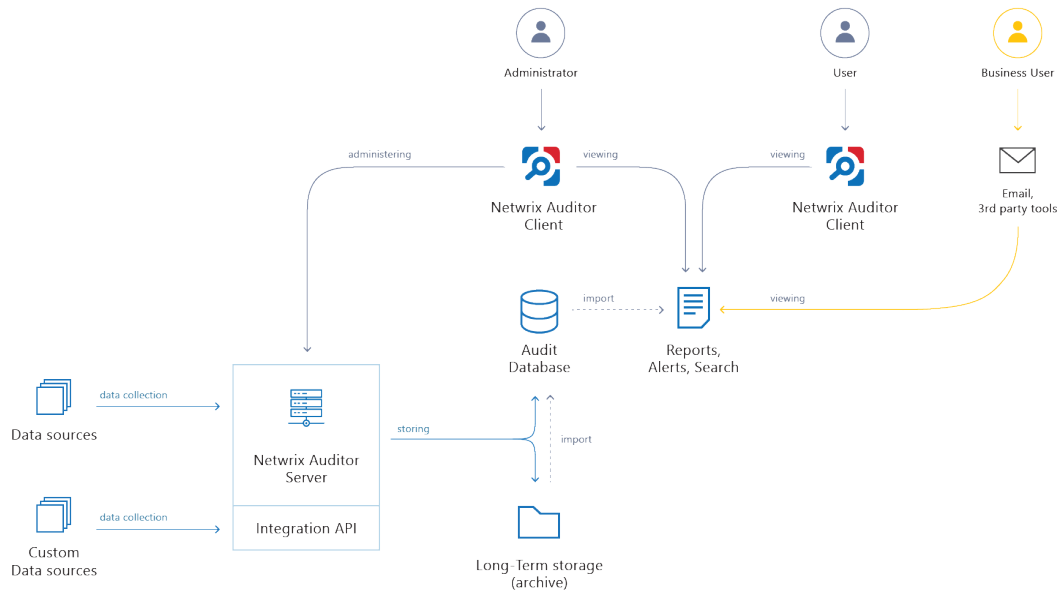 Administrator
User
Business User
administering
viewing
viewing
Netwrix Auditor
Client
Netwrix Auditor
Client
Email,
3rd party tools
import
viewing
Audit
Database
Reports,
Alerts, Search
data collection
Data sources
Netwrix Auditor
Server
storing
import
data collection
Integration API
Custom
Data sources
Long-Term storage
(archive)